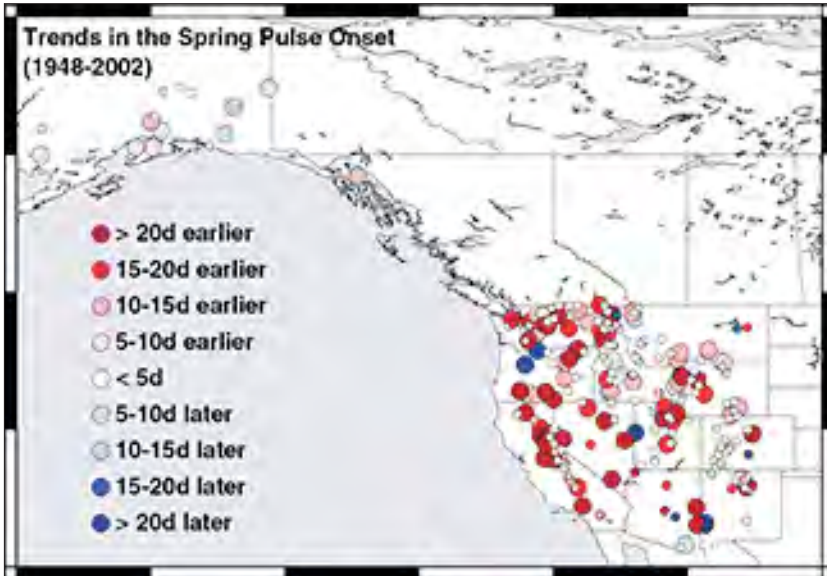 Trends in the Spring Pulse Onset
(1948-2002)
> 20d earlier
15-20d earlier
10-15d earlier
5-10d earlier
< 5d
5-10d later
10-15d later
15-20d later
> 20d later